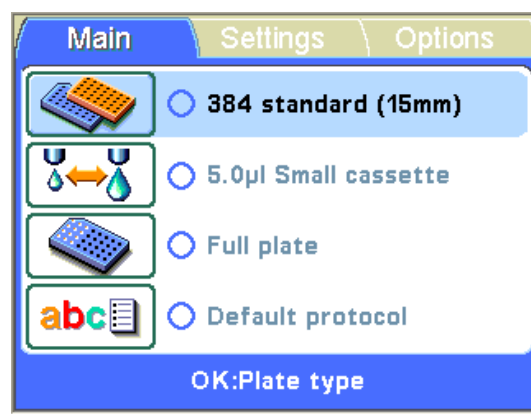 Main Settings Options
384 standard (15mm)
5.0µl Small cassette
Full plate
abc Default protocol
OK:Plate type